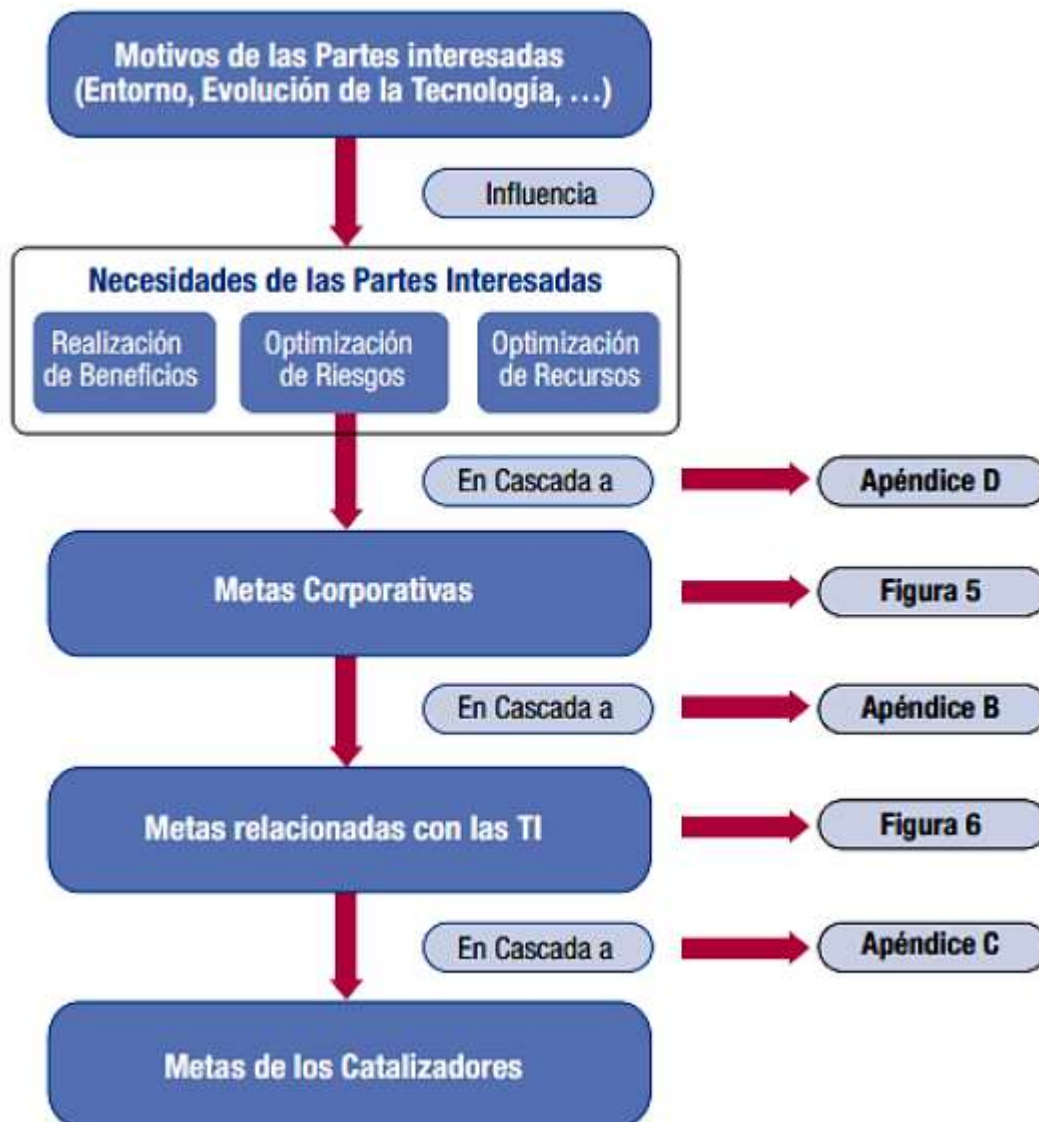 Motivos de las Partes interesadas
(Entorno, Evolución de la Tecnología, …)
Influencia
Necesidades de las Partes Interesadas
Realización
de Beneficios
Optimización
de Riesgos
Optimización
de Recursos
En Cascada a
Apéndice D
Metas Corporativas
Figura 5
En Cascada a
Apéndice B
Metas relacionadas con las TI
Figura 6
En Cascada a
Apéndice C
Metas de los Catalizadores